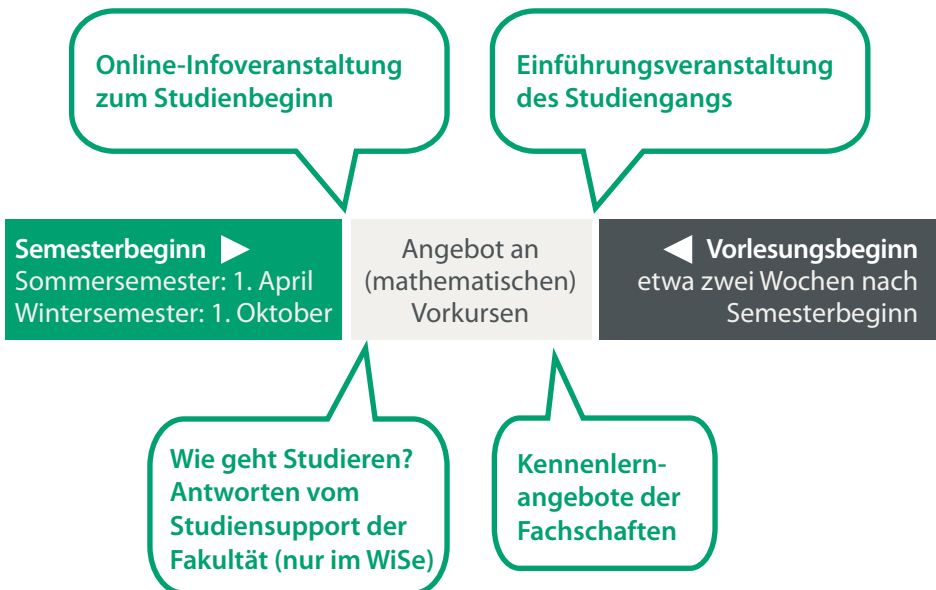 Online-Infoveranstaltung
zum Studienbeginn
Einführungsveranstaltung
des Studiengangs
Semesterbeginn
Sommersemester: 1. April
Wintersemester: 1. Oktober
Angebot an
(mathematischen)
Vorkursen
Vorlesungsbeginn
etwa zwei Wochen nach
Semesterbeginn
Wie geht Studieren?
Antworten vom
Studiensupport der
Fakultät (nur im WiSe)
Kennenlern-
angebote der
Fachschaften